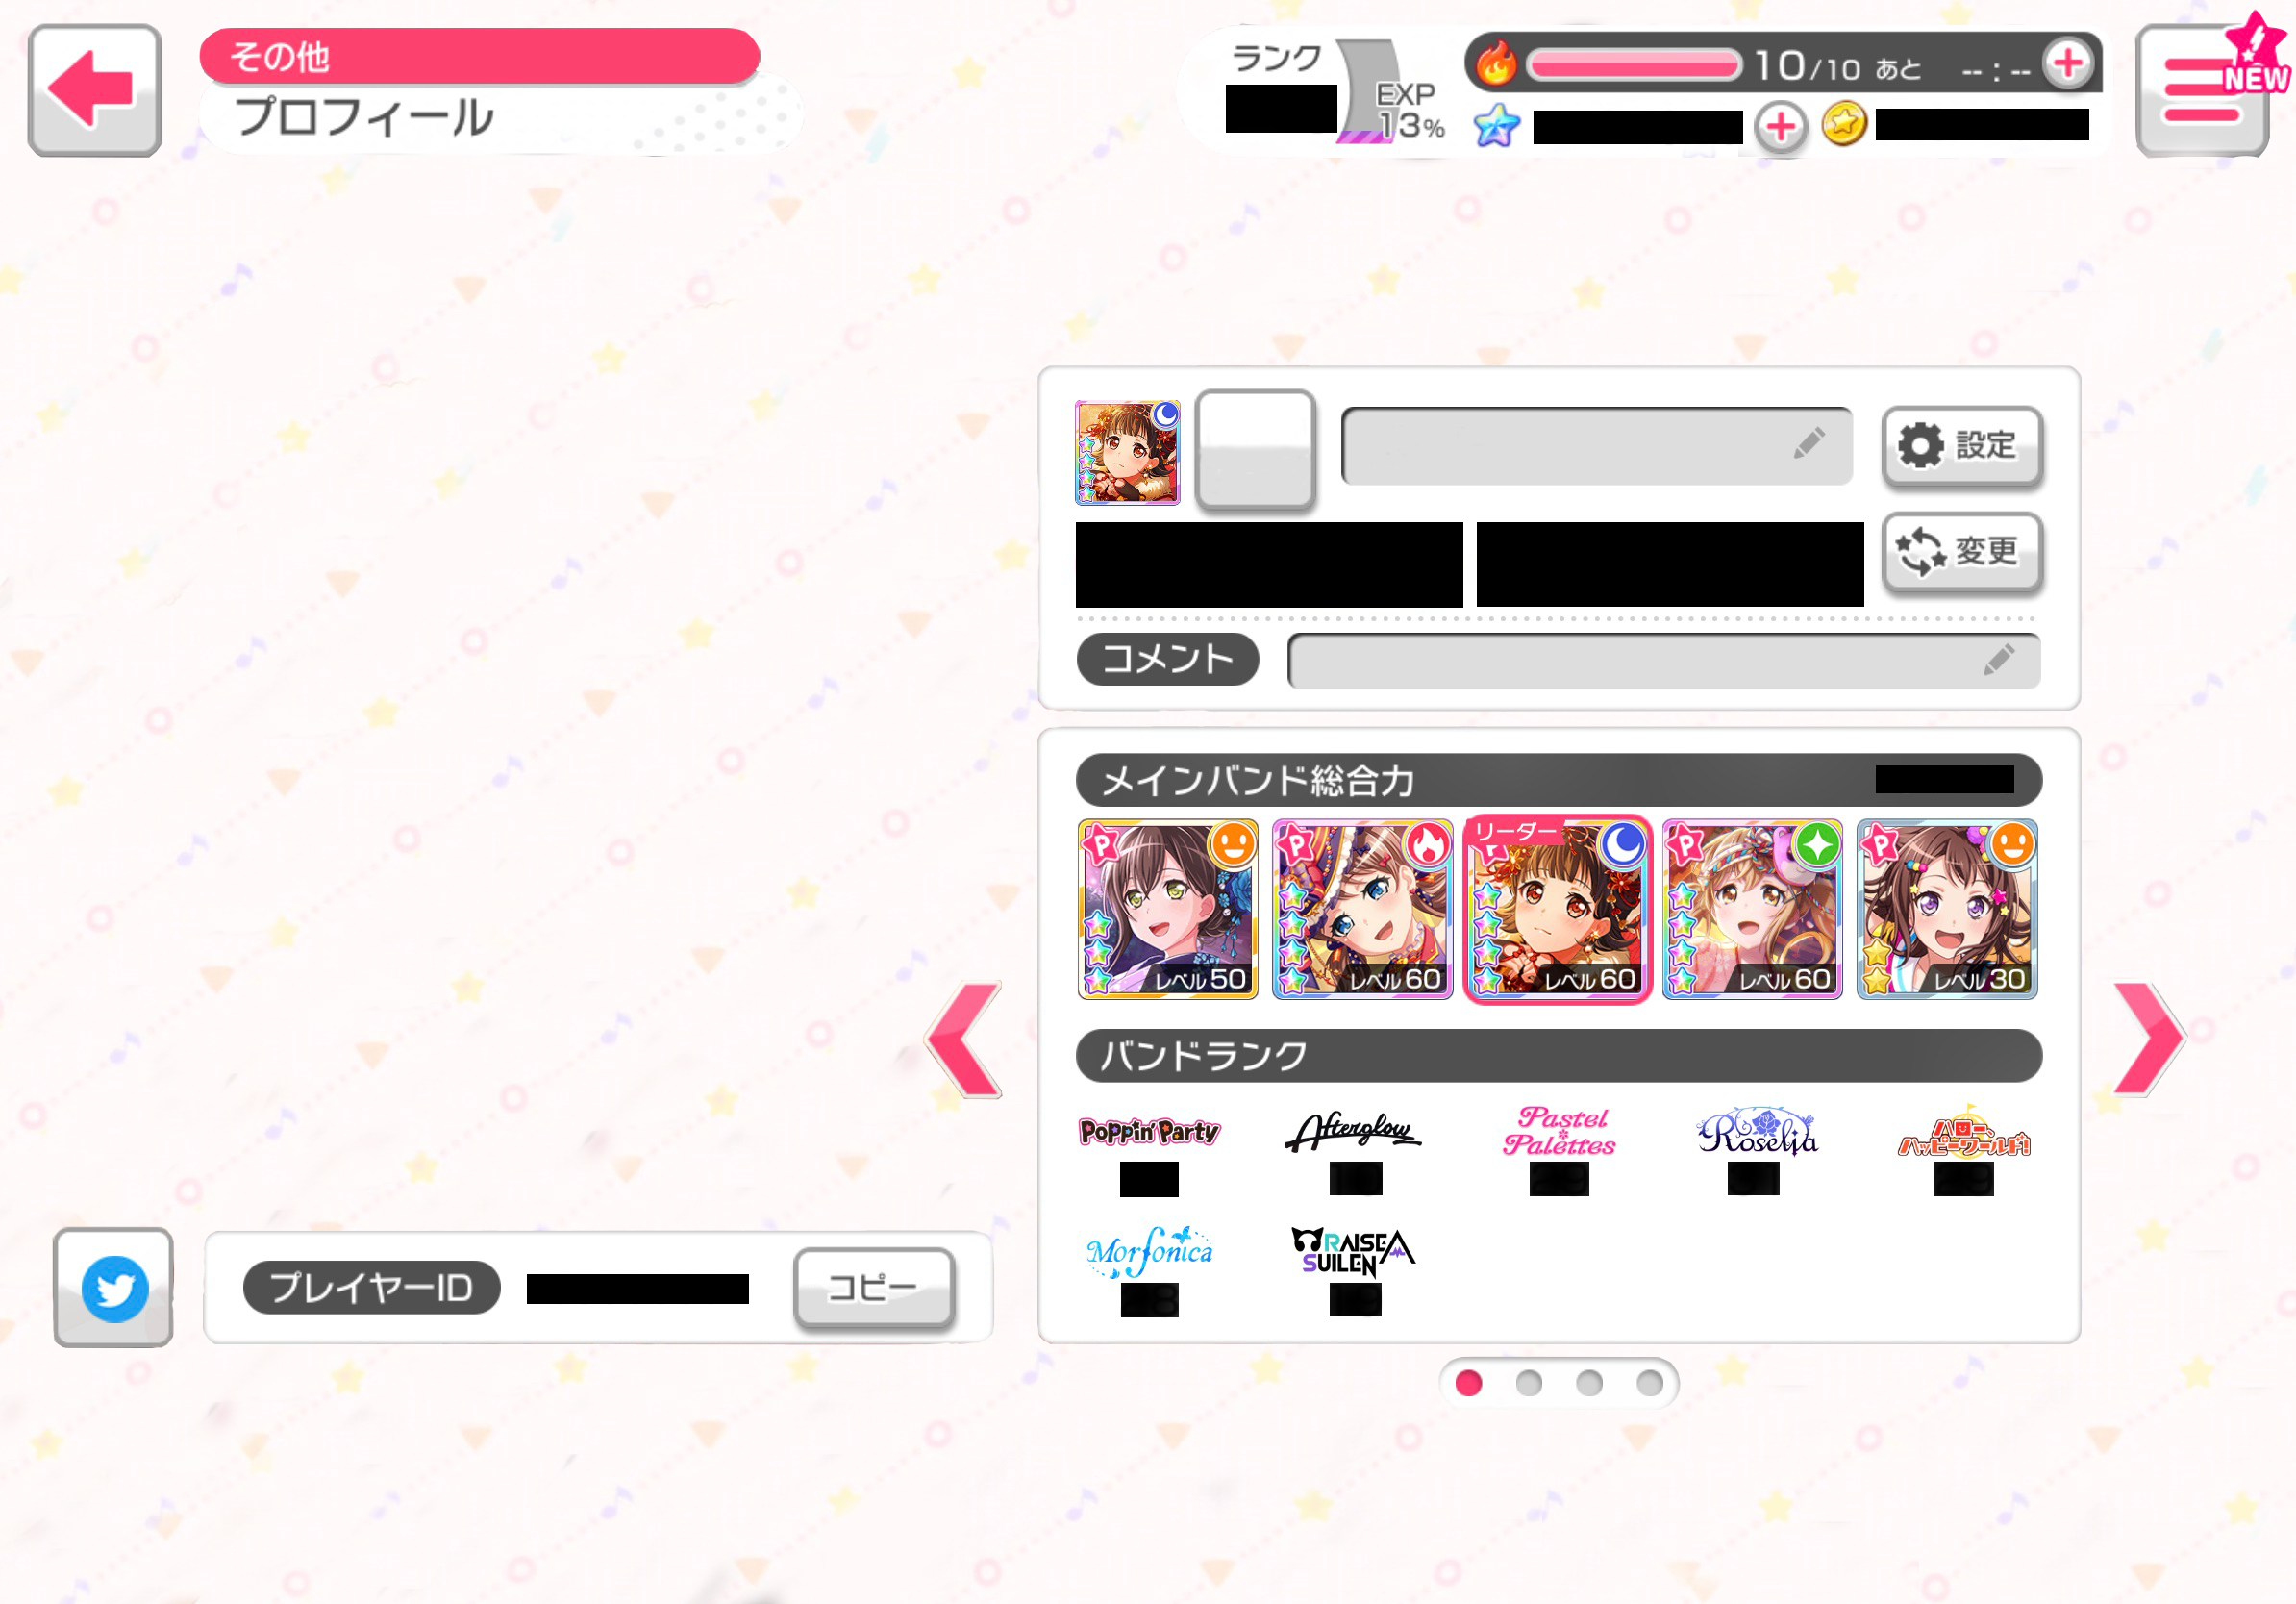 その他
プロフィール
ランク
EXP
13%
10/10 あと --:--
NEW
設定
変更
コメント
メインバンド総合力
リーダー
P
P
P
P
レベル50
レベル60
レベル60
レベル60
レベル30
バンドランク
Poppin'Party
Afterglow
Pastel
Palettes
Roselia
ハロー、
ハッピーワールド!
Morfonica
RAISE A
SUILEN
プレイヤーID
コピー